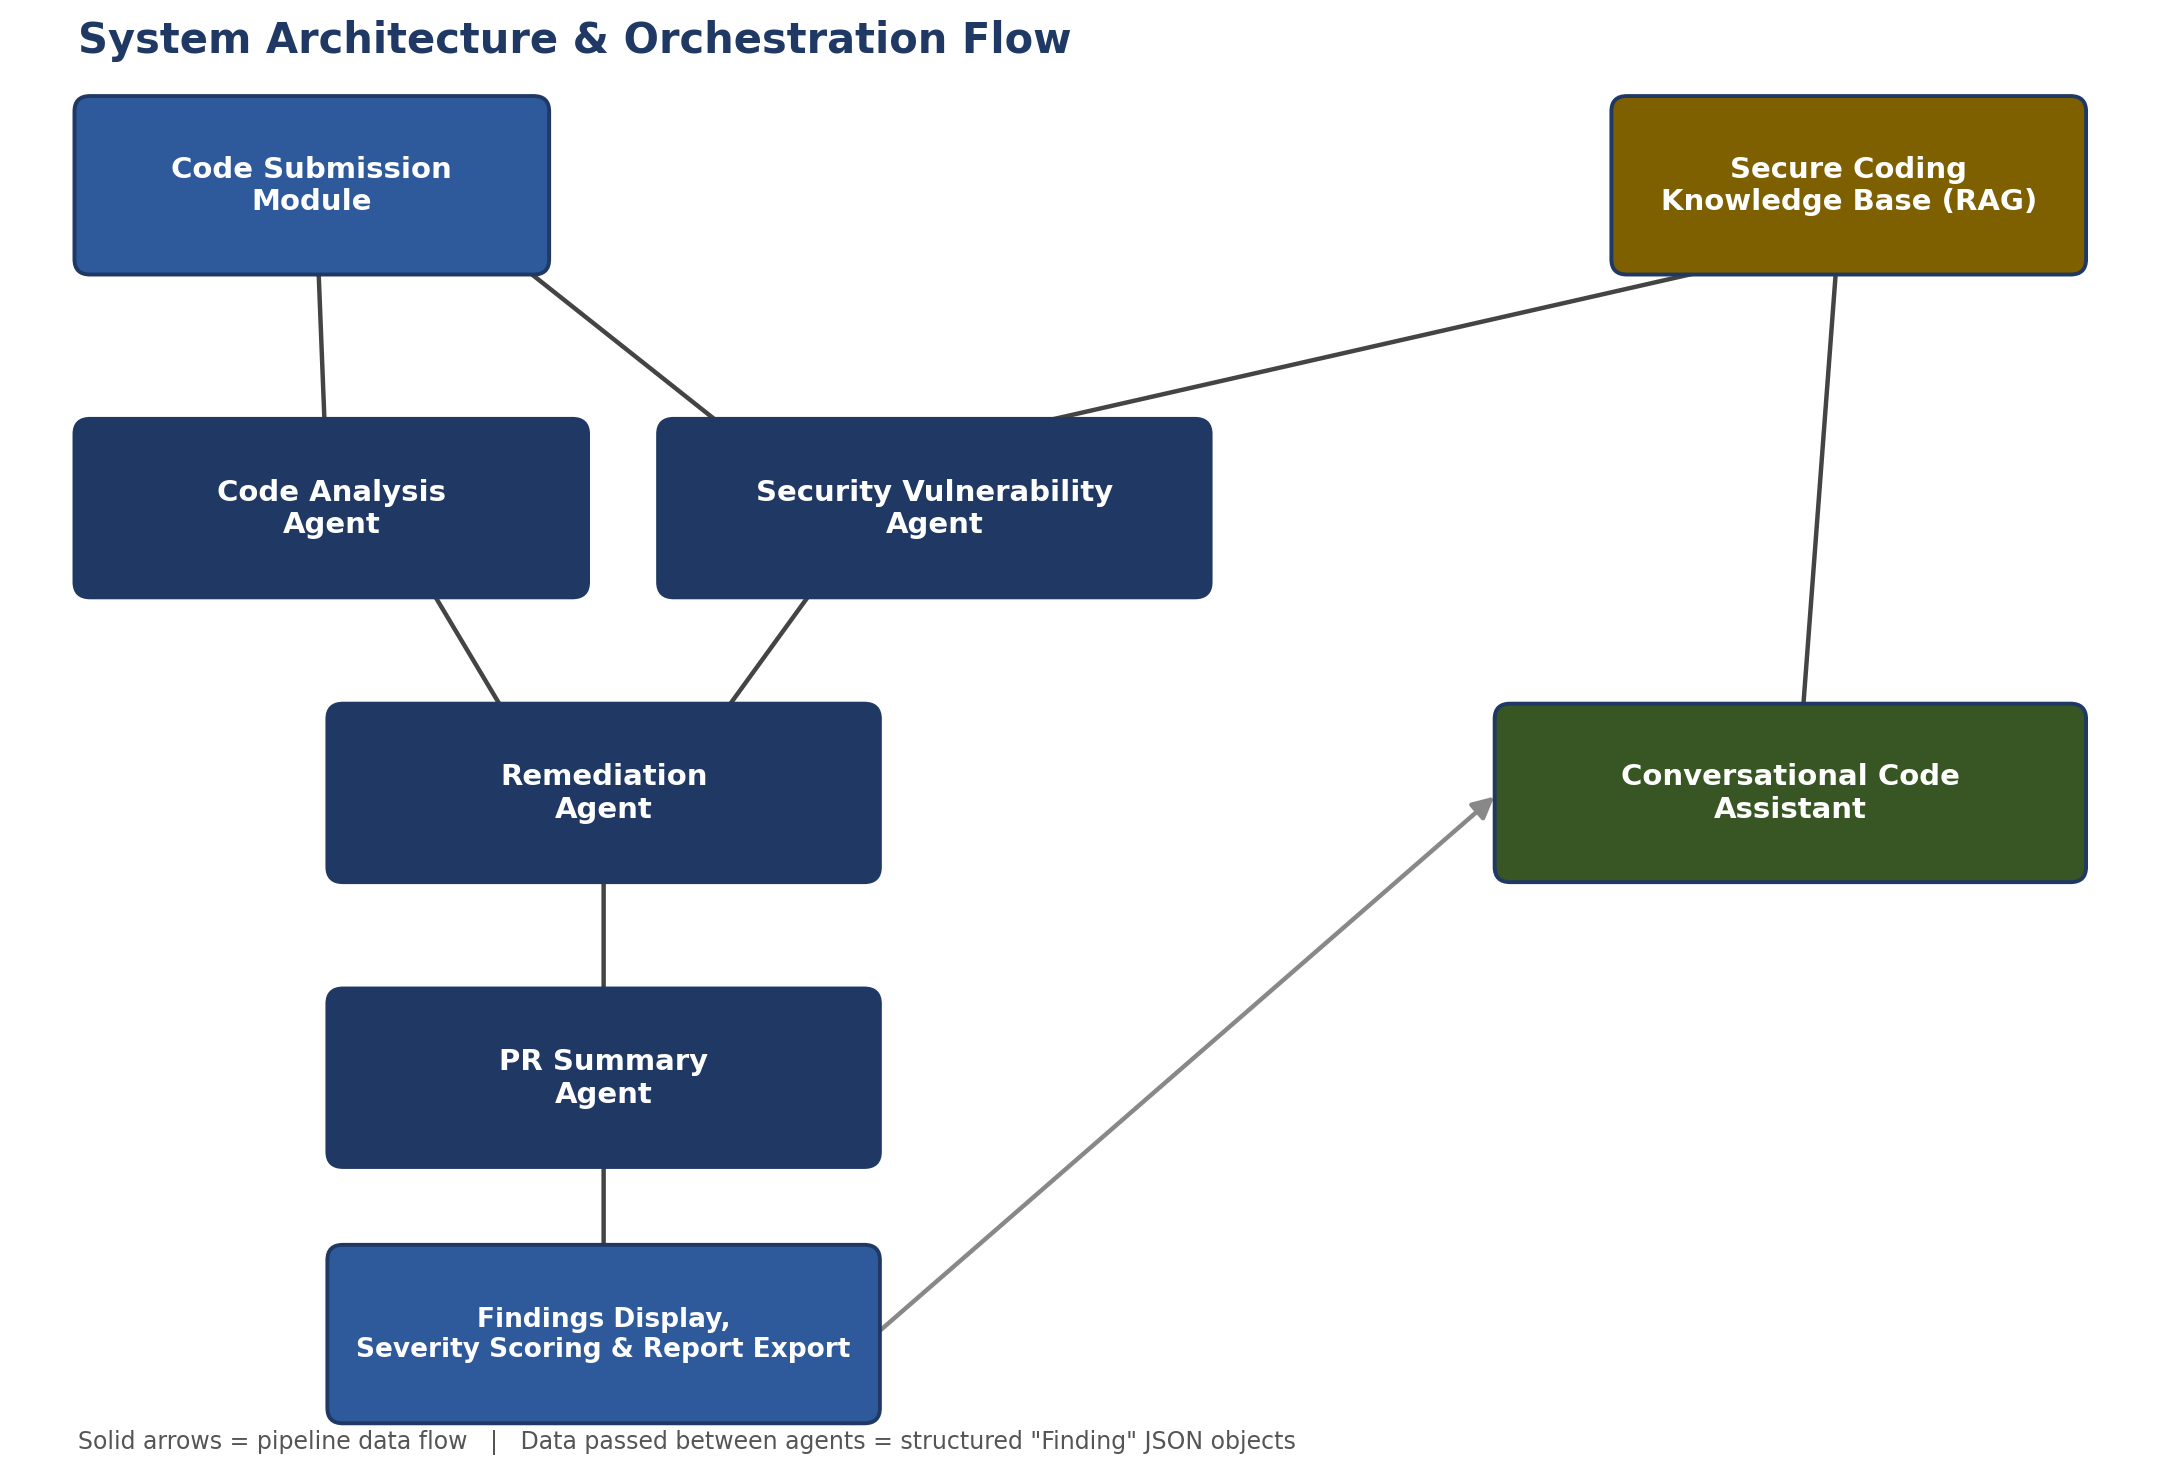 System Architecture & Orchestration Flow
Code Submission
Module
Secure Coding
Knowledge Base (RAG)
Code Analysis
Agent
Security Vulnerability
Agent
Remediation
Agent
Conversational Code
Assistant
PR Summary
Agent
Findings Display,
Severity Scoring & Report Export
Solid arrows = pipeline data flow   |   Data passed between agents = structured "Finding" JSON objects